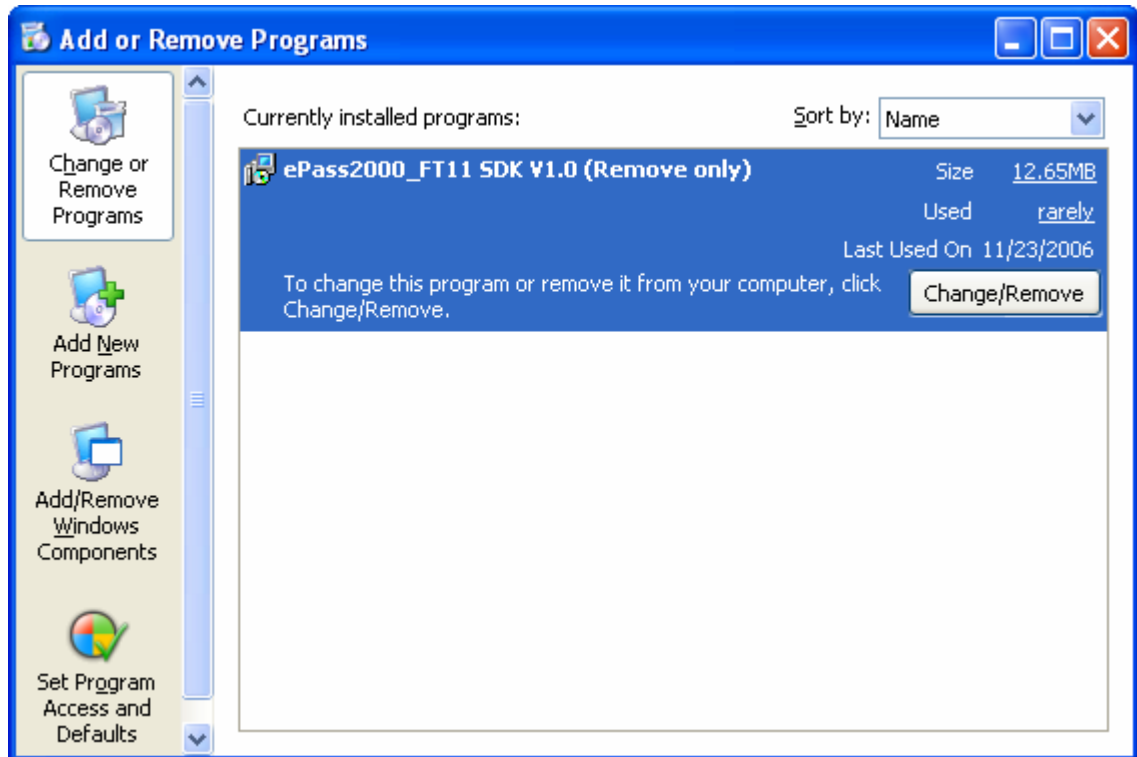 Add or Remove Programs
Change or
Remove
Programs
Add New
Programs
Add/Remove
Windows
Components
Set Program
Access and
Defaults
Currently installed programs:
Sort by: Name
ePass2000_FT11 SDK V1.0 (Remove only)
Size 12.65MB
Used rarely
Last Used On 11/23/2006
To change this program or remove it from your computer, click
Change/Remove.
Change/Remove